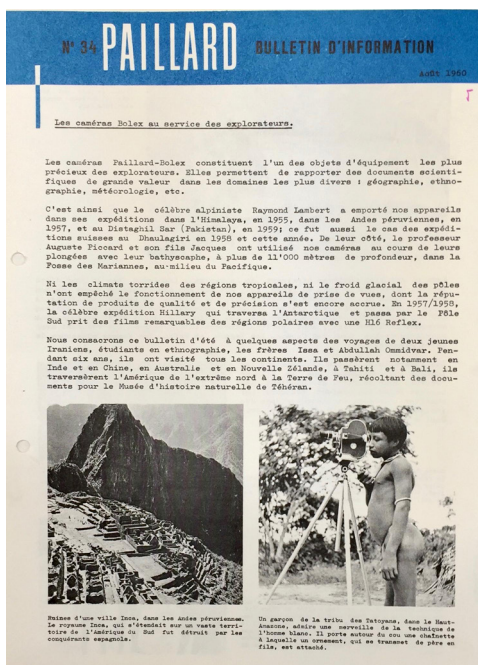 N° 34 PAILLARD BULLETIN D'INFORMATION
Août 1960
Les caméras Bolex au service des explorateurs.
Les caméras Paillard-Bolex constituent l'un des objets d'équipement les plus
précieux des explorateurs. Elles permettent de rapporter des documents scienti-
fiques de grande valeur dans les domaines les plus divers : géographie, ethno-
graphie, météorologie, etc.
C'est ainsi que le célèbre alpiniste Raymond Lambert a emporté nos appareils
dans ses expéditions dans l'Himalaya, en 1955, dans les Andes péruviennes, en
1957, et au Distaghil Sar (Pakistan), en 1959; ce fut aussi le cas des expédi-
tions suisses au Dhaulagiri en 1958 et cette année. De leur côté, le professeur
Auguste Piccard et son fils Jacques ont utilisé nos caméras au cours de leurs
plongées avec leur bathyscaphe, à plus de 11'000 mètres de profondeur, dans la
Fosse des Mariannes, au-milieu du Pacifique.
Ni les climats torrides des régions tropicales, ni le froid glacial des pôles
n'ont empêché le fonctionnement de nos appareils de prise de vues, dont la répu-
tation de produits de qualité et de précision s'est encore accrue. En 1957/1958,
la célèbre expédition Hillary qui traversa l'Antarctique et passa par le Pôle
Sud prit des films remarquables des régions polaires avec une H16 Reflex.
Nous consacrons ce bulletin d'été à quelques aspects des voyages de deux jeunes
Iraniens, étudiants en ethnographie, les frères Issa et Abdullah Ommidvar. Pen-
dant six ans, ils ont visité tous les continents. Ils passèrent notamment en
Inde et en Chine, en Australie et en Nouvelle Zélande, à Tahiti et à Bali, ils
traversèrent l'Amérique de l'extrême nord à la Terre de Feu, récoltant des docu-
ments pour le Musée d'histoire naturelle de Téhéran.
Ruines d'une ville Inca, dans les Andes péruviennes.
Le royaume Inca, qui s'étendait sur un vaste terri-
toire de l'Amérique du Sud fut détruit par les
conquérants espagnols.
Un garçon de la tribu des Tatoyans, dans le Haut-
Amazone, admire une merveille de la technique de
l'homme blanc. Il porte autour du cou une chaînette
à laquelle un ornement, qui se transmet de père en
fils, est attaché.